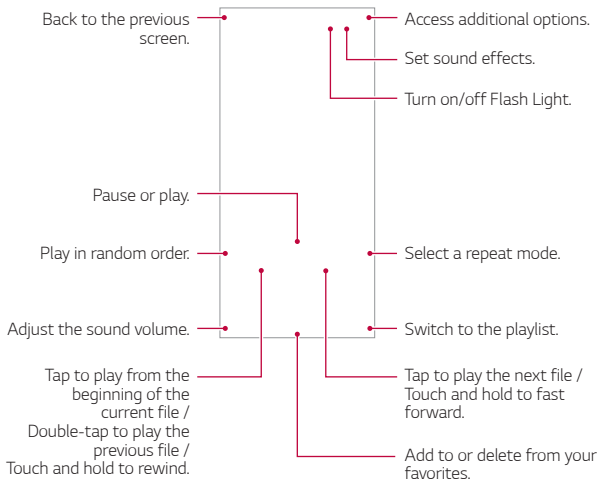 Back to the previous
screen.
Access additional options.
Set sound effects.
Turn on/off Flash Light.
Pause or play.
Play in random order.
Select a repeat mode.
Adjust the sound volume.
Switch to the playlist.
Tap to play from the
beginning of the
current file /
Double-tap to play the
previous file /
Touch and hold to rewind.
Tap to play the next file /
Touch and hold to fast
forward.
Add to or delete from your
favorites.